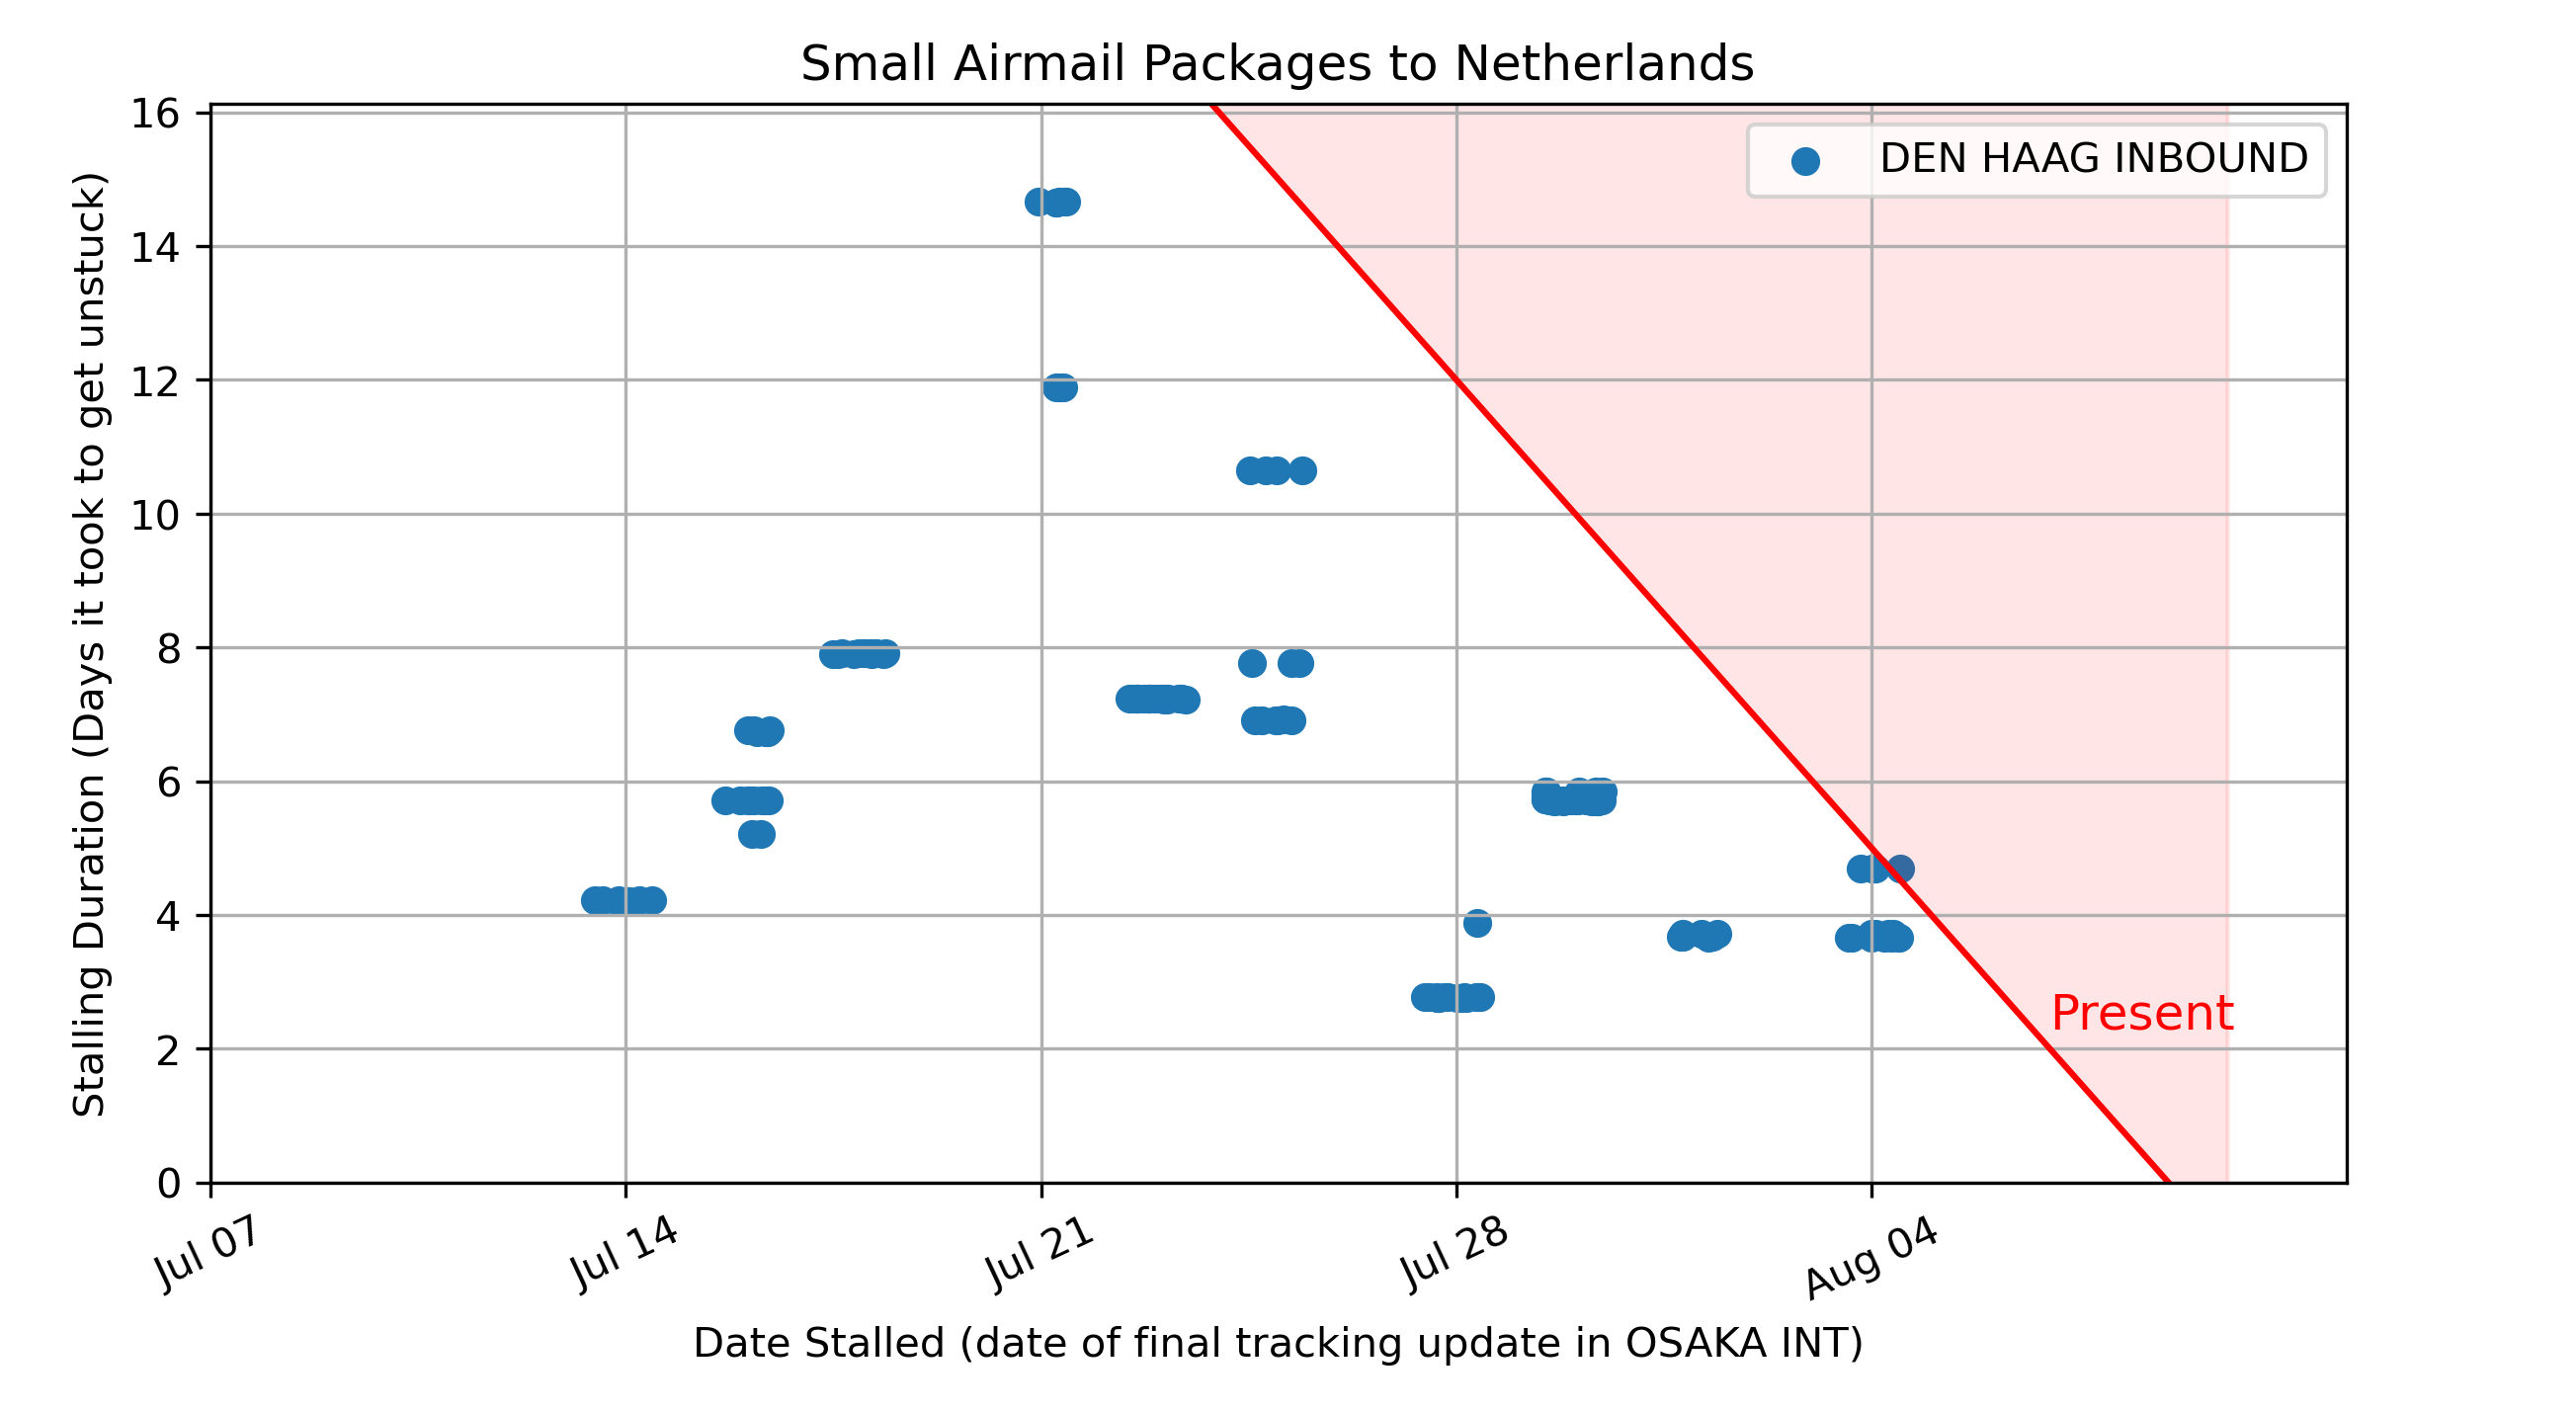 Small Airmail Packages to Netherlands
16
14
12
10
8
6
4
2
0
Stalling Duration (Days it took to get unstuck)
DEN HAAG INBOUND
Present
Jul 07
Jul 14
Jul 21
Jul 28
Aug 04
Date Stalled (date of final tracking update in OSAKA INT)